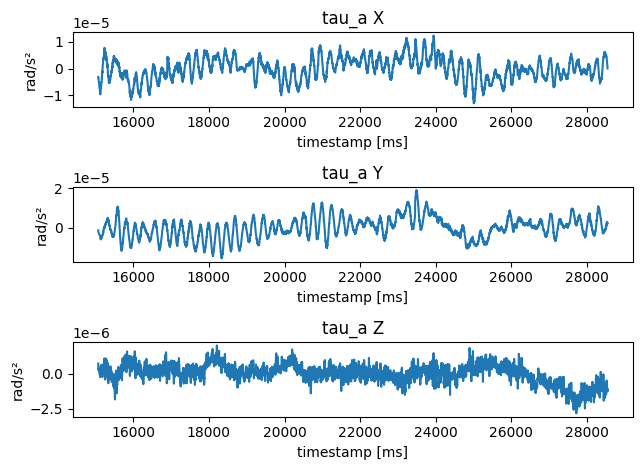 tau_a X
1e−5
1
0
−1
rad/s²
16000 18000 20000 22000 24000 26000 28000
timestamp [ms]
tau_a Y
1e−5
2
0
rad/s²
16000 18000 20000 22000 24000 26000 28000
timestamp [ms]
tau_a Z
1e−6
0.0
−2.5
rad/s²
16000 18000 20000 22000 24000 26000 28000
timestamp [ms]